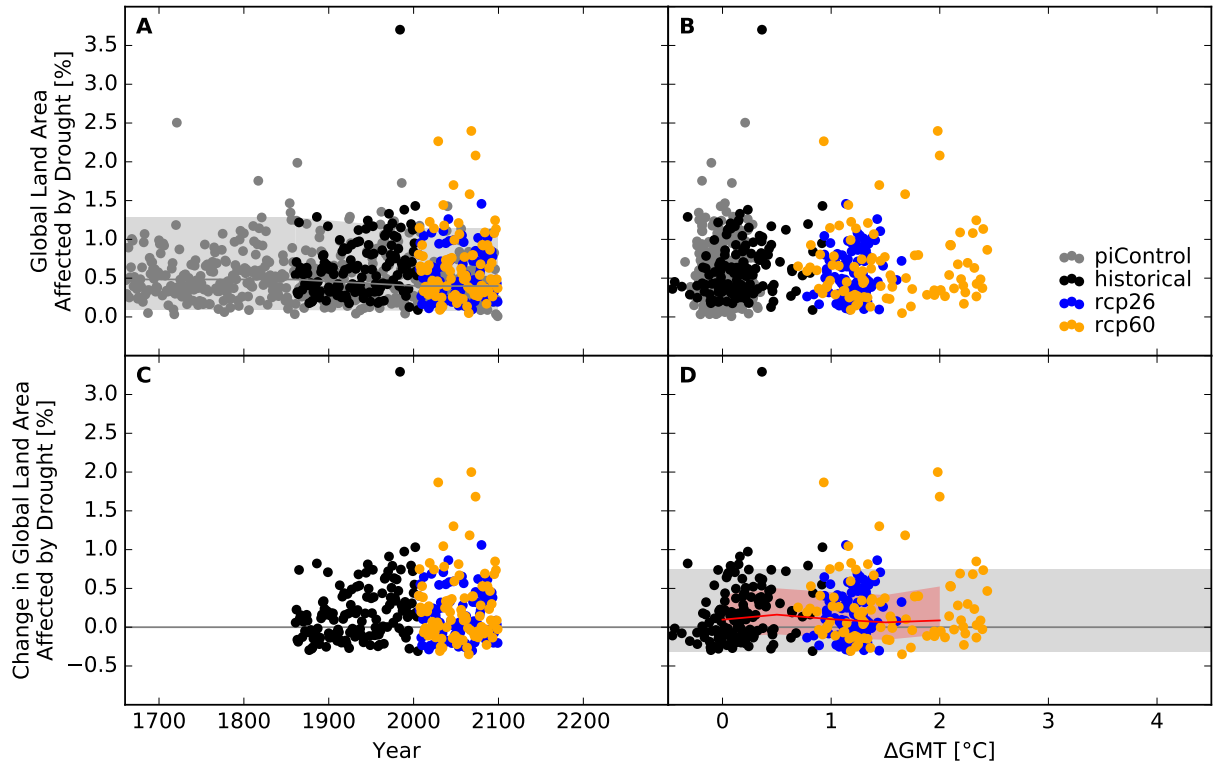 A
B
3.5
3.0
2.5
2.0
1.5
1.0
0.5
0.0
Global Land Area
Affected by Drought [%]
piControl
historical
rcp26
rcp60
C
D
3.0
2.5
2.0
1.5
1.0
0.5
0.0
−0.5
Change in Global Land Area
Affected by Drought [%]
1700 1800 1900 2000 2100 2200
0 1 2 3 4
Year
ΔGMT [°C]